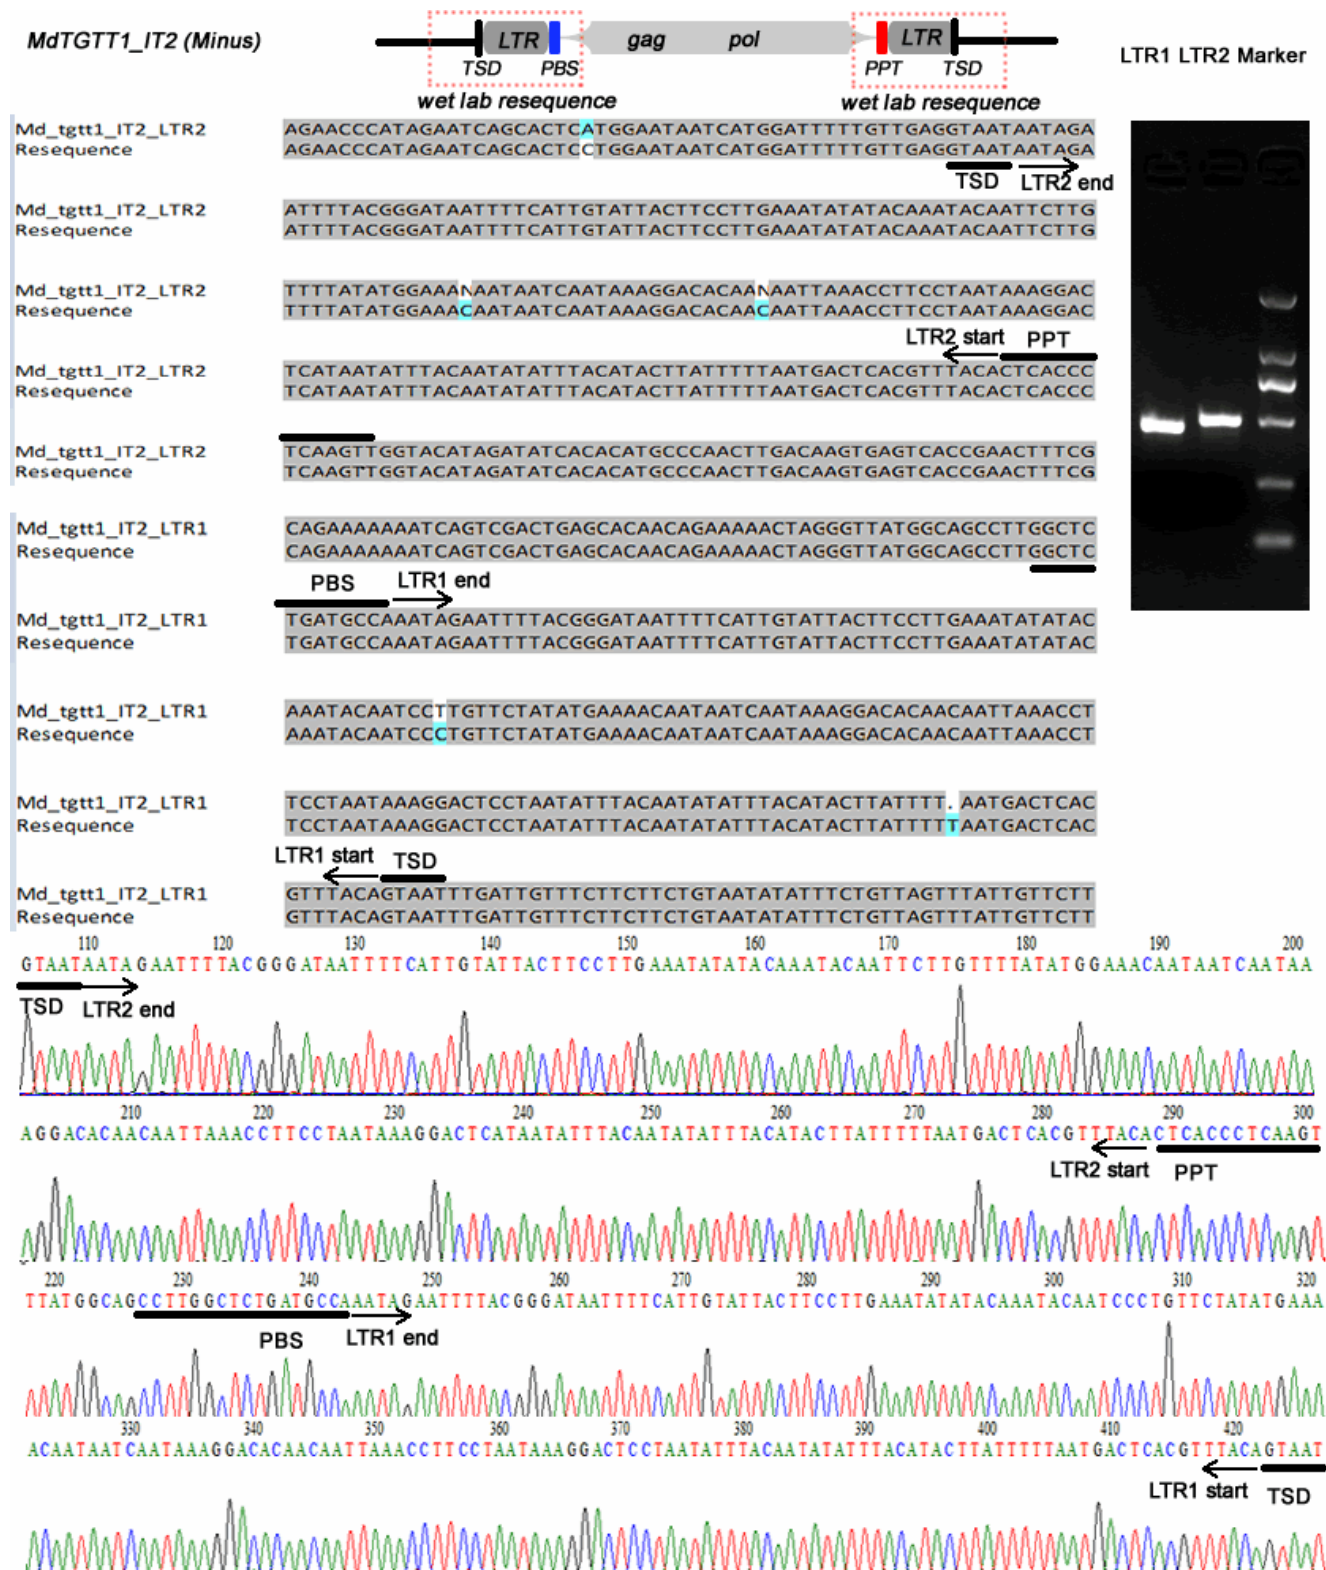 MdTGTT1_IT2 (Minus)
LTR gag pol LTR
TSD PBS PPT TSD
wet lab resequence wet lab resequence
LTR1 LTR2 Marker
Md_tgtt1_IT2_LTR2 AGAACCCATAGAATCAGCACTCATGGAATAATCATGGATTTTTGTTGAGGTAATAATAGA
Resequence AGAACCCATAGAATCAGCACTCCTGGAATAATCATGGATTTTTGTTGAGGTAATAATAGA
TSD LTR2 end
Md_tgtt1_IT2_LTR2 ATTTTACGGGATAATTTTCATTGTATTACTTCCTTGAAATATATACAAATACAATTCTTG
Resequence ATTTTACGGGATAATTTTCATTGTATTACTTCCTTGAAATATATACAAATACAATTCTTG
Md_tgtt1_IT2_LTR2 TTTTATATGGAAANAATAATCAATAAAGGACACAANAATTAAACCTTCCTAATAAAGGAC
Resequence TTTTATATGGAAACAATAATCAATAAAGGACACAACAATTAAACCTTCCTAATAAAGGAC
LTR2 start PPT
Md_tgtt1_IT2_LTR2 TCATAATATTTACAATATATTTACATACTTATTTTTAATGACTCACGTTTACACTCACCC
Resequence TCATAATATTTACAATATATTTACATACTTATTTTTAATGACTCACGTTTACACTCACCC
Md_tgtt1_IT2_LTR2 TCAAGTTGGTACATAGATATCACACATGCCCAACTTGACAAGTGAGTCACCGAACTTTCG
Resequence TCAAGTTGGTACATAGATATCACACATGCCCAACTTGACAAGTGAGTCACCGAACTTTCG
Md_tgtt1_IT2_LTR1 CAGAAAAAAATCAGTCGACTGAGCACAACAGAAAAACTAGGGTTATGGCAGCCTTGGCTC
Resequence CAGAAAAAAATCAGTCGACTGAGCACAACAGAAAAACTAGGGTTATGGCAGCCTTGGCTC
PBS LTR1 end
Md_tgtt1_IT2_LTR1 TGATGCCAAATAGAATTTTACGGGATAATTTTCATTGTATTACTTCCTTGAAATATATAC
Resequence TGATGCCAAATAGAATTTTACGGGATAATTTTCATTGTATTACTTCCTTGAAATATATAC
Md_tgtt1_IT2_LTR1 AAATACAATCCTTGTTCTATATGAAAACAATAATCAATAAAGGACACAACAATTAAACCT
Resequence AAATACAATCCCTGTTCTATATGAAAACAATAATCAATAAAGGACACAACAATTAAACCT
Md_tgtt1_IT2_LTR1 TCCTAATAAAGGACTCCTAATATTTACAATATATTTACATACTTATTTT.AATGACTCAC
Resequence TCCTAATAAAGGACTCCTAATATTTACAATATATTTACATACTTATTTTTAATGACTCAC
LTR1 start TSD
Md_tgtt1_IT2_LTR1 GTTTACAGTAATTTGATTGTTTCTTCTTCTGTAATATATTTCTGTTAGTTTATTGTTCTT
Resequence GTTTACAGTAATTTGATTGTTTCTTCTTCTGTAATATATTTCTGTTAGTTTATTGTTCTT
110 120 130 140 150 160 170 180 190 200
GTAATAATAGAATTTTACGGGATAATTTTCATTGTATTACTTCCTTGAAATATATACAAATACAATTCTTGTTTTATATGGAAACAATAATCAATAA
TSD LTR2 end
210 220 230 240 250 260 270 280 290 300
AGGACACAACAATTAAACCTTCCTAATAAAGGACTCATAATATTTACAATATATTTACATACTTATTTTTAATGACTCACGTTTACACTCACCCTCAAGT
LTR2 start PPT
220 230 240 250 260 270 280 290 300 310 320
TTATGGCAGCCTTGGCTCTGATGCCAAATAGAATTTTACGGGATAATTTTCATTGTATTACTTCCTTGAAATATATACAAATACAATCCCTGTTCTATATGAAA
PBS LTR1 end
330 340 350 360 370 380 390 400 410 420
ACAATAATCAATAAAGGACACAACAATTAAACCTTCCTAATAAAGGACTCCTAATATTTACAATATATTTACATACTTATTTTTAATGACTCACGTTTACAGTAAT
LTR1 start TSD